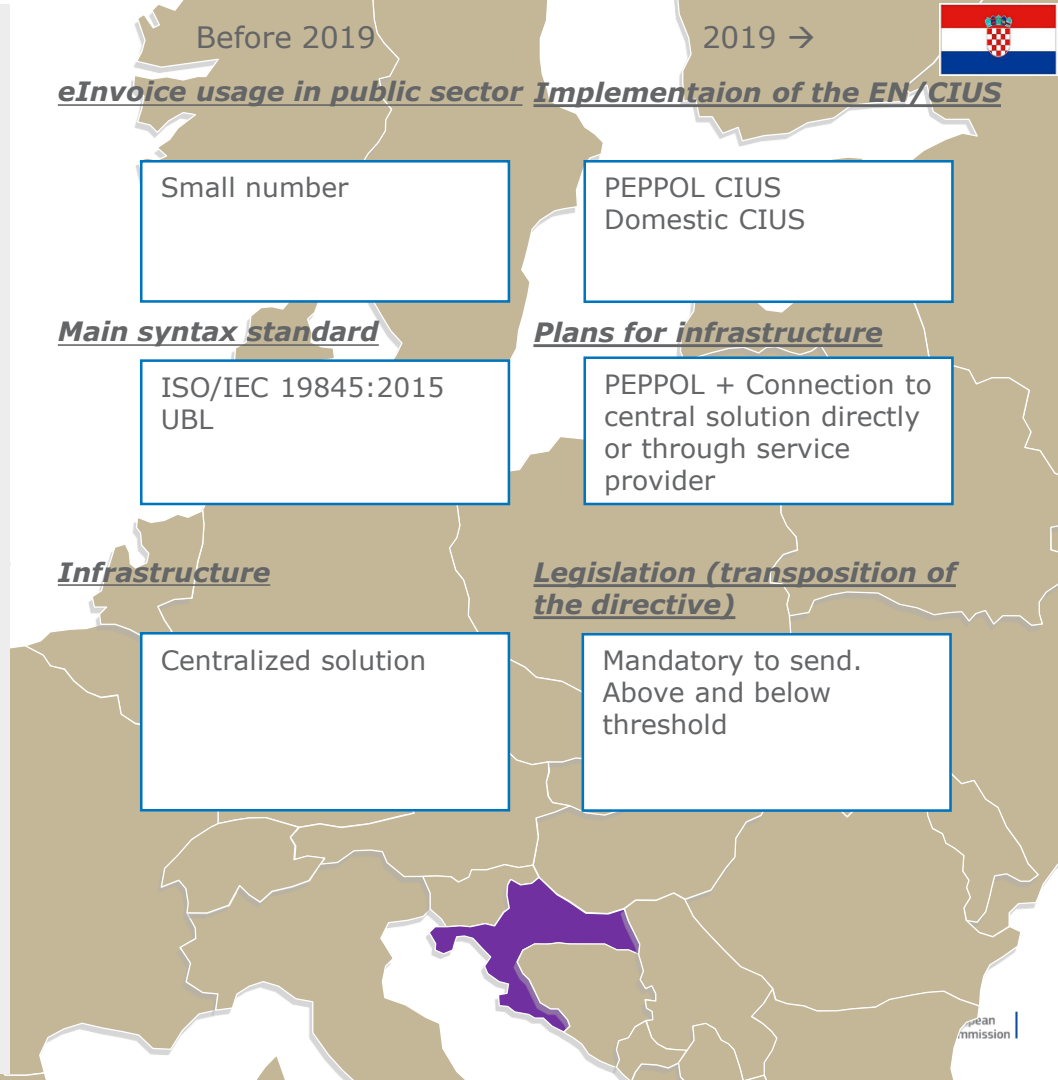 Before 2019
2019 →
eInvoice usage in public sector
Implementaion of the EN/CIUS
Small number
PEPPOL CIUS
Domestic CIUS
Main syntax standard
Plans for infrastructure
ISO/IEC 19845:2015
UBL
PEPPOL + Connection to
central solution directly
or through service
provider
Infrastructure
Legislation (transposition of
the directive)
Centralized solution
Mandatory to send.
Above and below
threshold